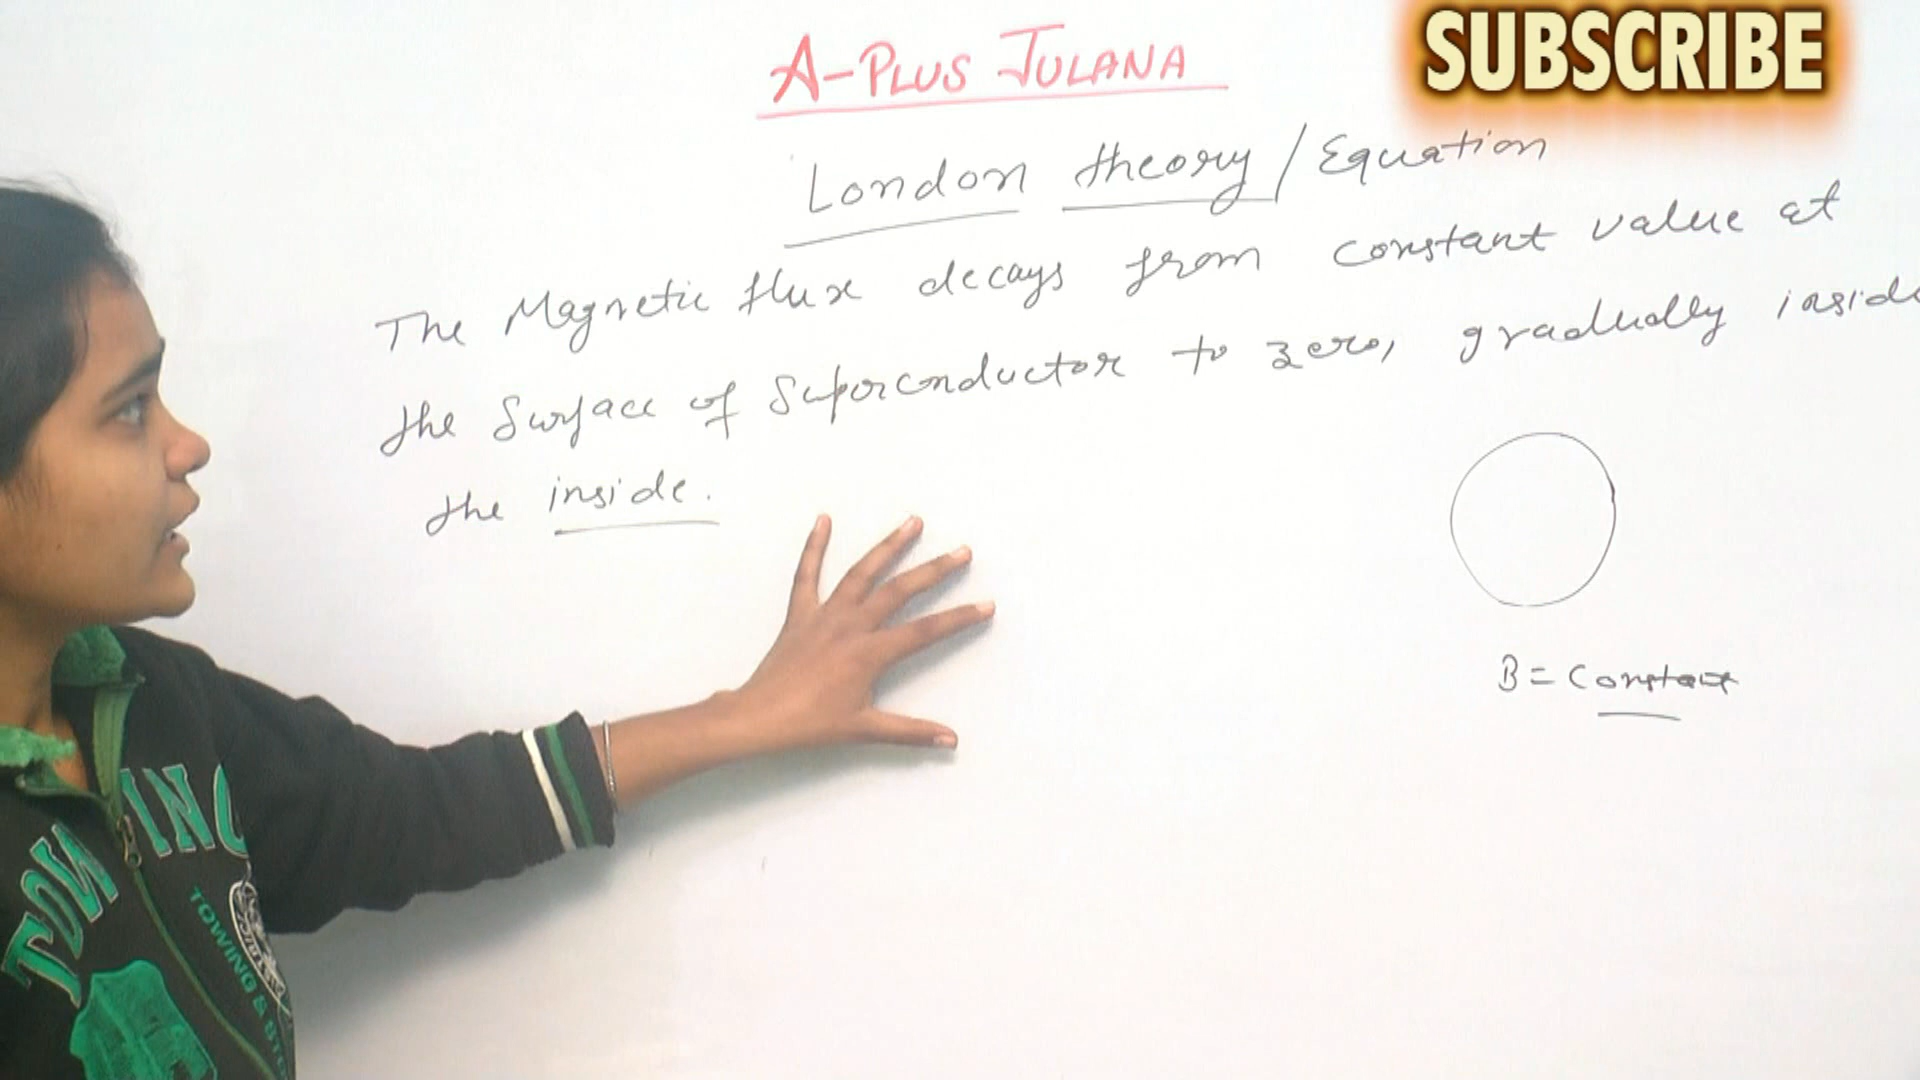 SUBSCRIBE
A-PLUS JULANA
London theory / Equation
The Magnetic flux decays from constant value at
the Surface of Superconductor to zero, gradually inside
the inside.
B = Constant
TOWING
TOWING &